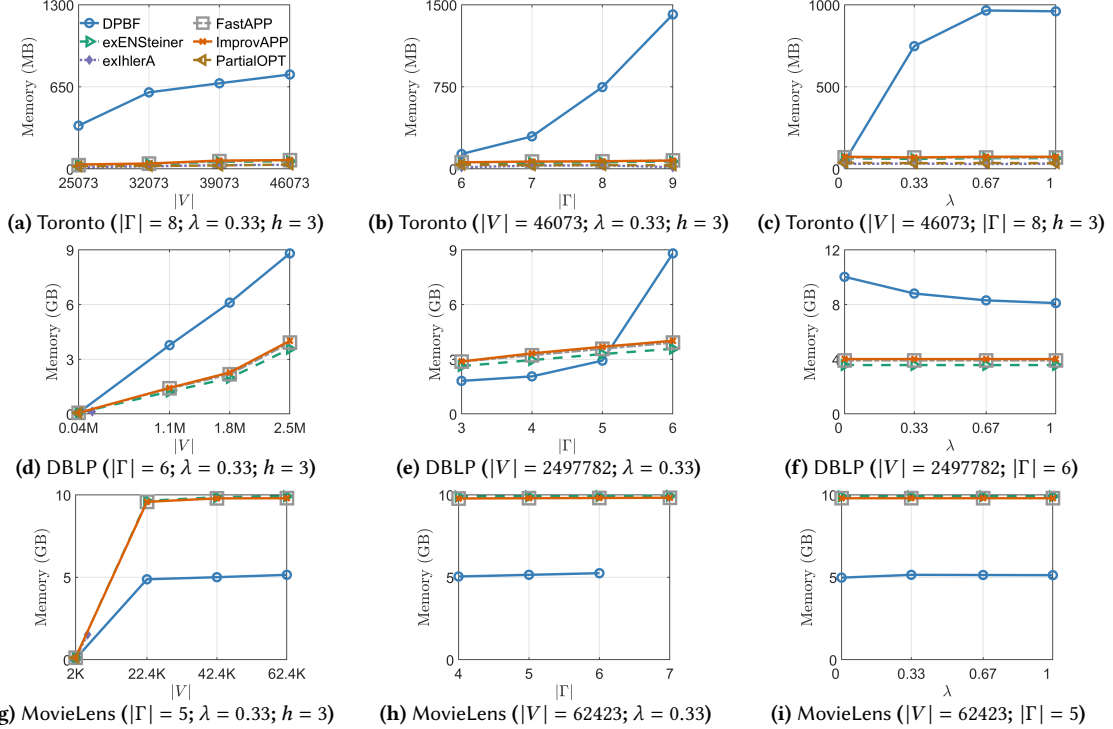 1300
650
0
Memory (MB)
DPBF
exENSteiner
exIhlerA
FastAPP
ImprovAPP
PartialOPT
25073 32073 39073 46073
|V|
(a) Toronto (|Γ| = 8; λ = 0.33; h = 3)
1500
750
0
Memory (MB)
6 7 8 9
|Γ|
(b) Toronto (|V| = 46073; λ = 0.33; h = 3)
1000
500
0
Memory (MB)
0 0.33 0.67 1
λ
(c) Toronto (|V| = 46073; |Γ| = 8; h = 3)
9
6
3
0
Memory (GB)
0.04M 1.1M 1.8M 2.5M
|V|
(d) DBLP (|Γ| = 6; λ = 0.33; h = 3)
9
6
3
0
Memory (GB)
3 4 5 6
|Γ|
(e) DBLP (|V| = 2497782; λ = 0.33)
12
8
4
0
Memory (GB)
0 0.33 0.67 1
λ
(f) DBLP (|V| = 2497782; |Γ| = 6)
10
5
0
Memory (GB)
2K 22.4K 42.4K 62.4K
|V|
g) MovieLens (|Γ| = 5; λ = 0.33; h = 3)
10
5
0
Memory (GB)
4 5 6 7
|Γ|
(h) MovieLens (|V| = 62423; λ = 0.33)
10
5
0
Memory (GB)
0 0.33 0.67 1
λ
(i) MovieLens (|V| = 62423; |Γ| = 5)